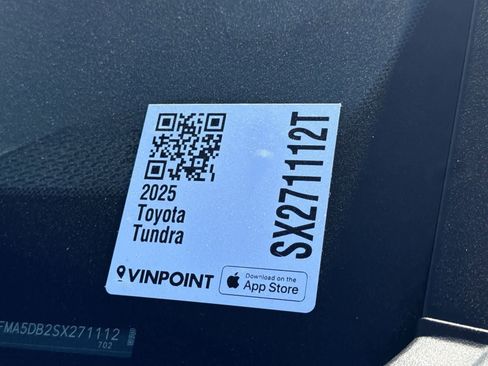 2025
Toyota
Tundra
SX271112T
VINPOINT
Download on the
App Store
FMA5DB2SX271112
702